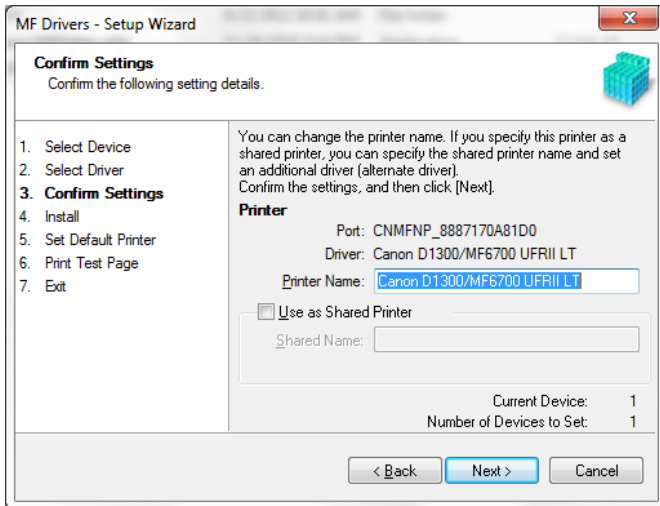 MF Drivers - Setup Wizard
Confirm Settings
Confirm the following setting details.
1. Select Device
2. Select Driver
3. Confirm Settings
4. Install
5. Set Default Printer
6. Print Test Page
7. Exit
You can change the printer name. If you specify this printer as a
shared printer, you can specify the shared printer name and set
an additional driver (alternate driver).
Confirm the settings, and then click [Next].
Printer
Port: CNMFNP_8887170A81D0
Driver: Canon D1300/MF6700 UFRII LT
Printer Name: Canon D1300/MF6700 UFRII LT
Use as Shared Printer
Shared Name:
Current Device: 1
Number of Devices to Set: 1
< Back Next > Cancel